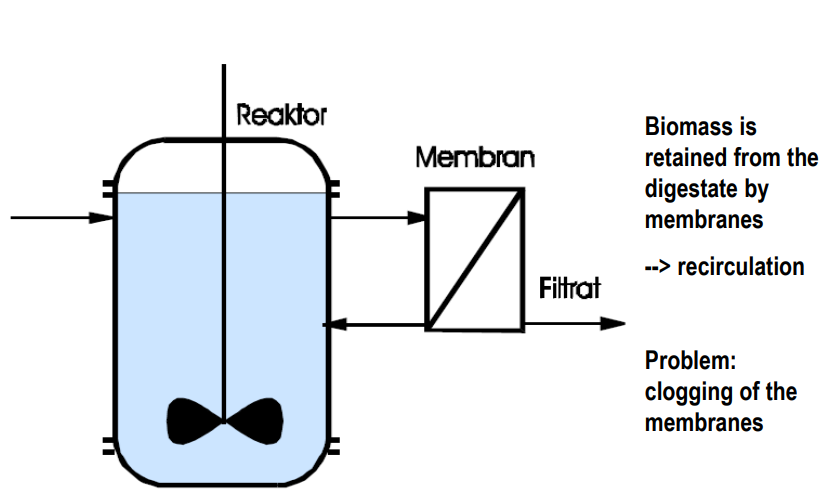 Reaktor
Membran
Filtrat
Biomass is
retained from the
digestate by
membranes
--> recirculation
Problem:
clogging of the
membranes